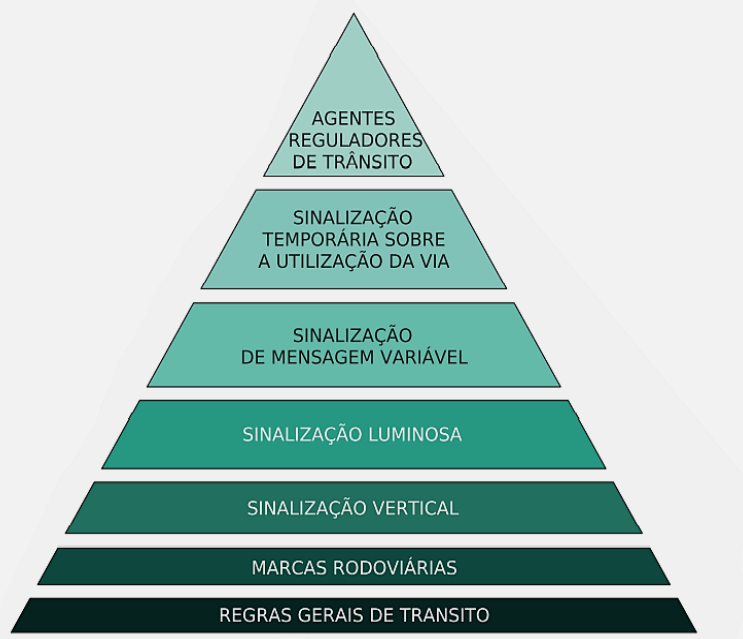 AGENTES
REGULADORES
DE TRÂNSITO
SINALIZAÇÃO
TEMPORÁRIA SOBRE
A UTILIZAÇÃO DA VIA
SINALIZAÇÃO
DE MENSAGEM VARIÁVEL
SINALIZAÇÃO LUMINOSA
SINALIZAÇÃO VERTICAL
MARCAS RODOVIÁRIAS
REGRAS GERAIS DE TRANSITO